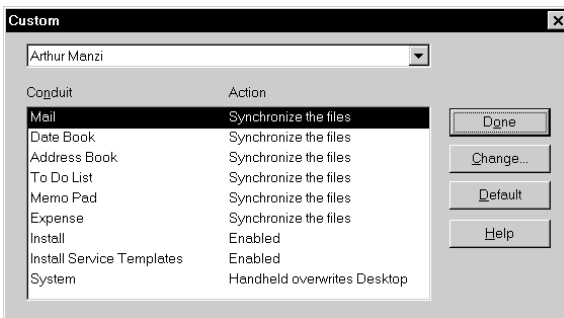 Custom
Arthur Manzi
Conduit Action
Mail Synchronize the files
Date Book Synchronize the files
Address Book Synchronize the files
To Do List Synchronize the files
Memo Pad Synchronize the files
Expense Synchronize the files
Install Enabled
Install Service Templates Enabled
System Handheld overwrites Desktop
Done
Change...
Default
Help